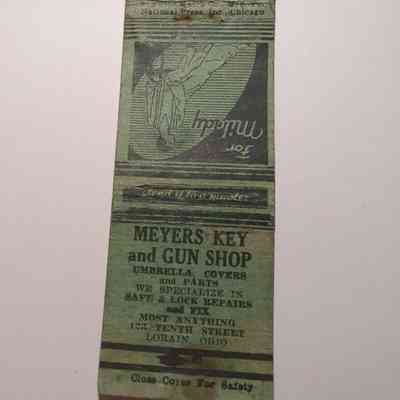 National Press, Inc., Chicago
For
Milady
MEYERS KEY
and GUN SHOP
UMBRELLA COVERS
and PARTS
WE SPECIALIZE IN
SAFE & LOCK REPAIRS
and FIX
MOST ANYTHING
TENTH STREET
LORAIN, OHIO
Close Cover For Safety